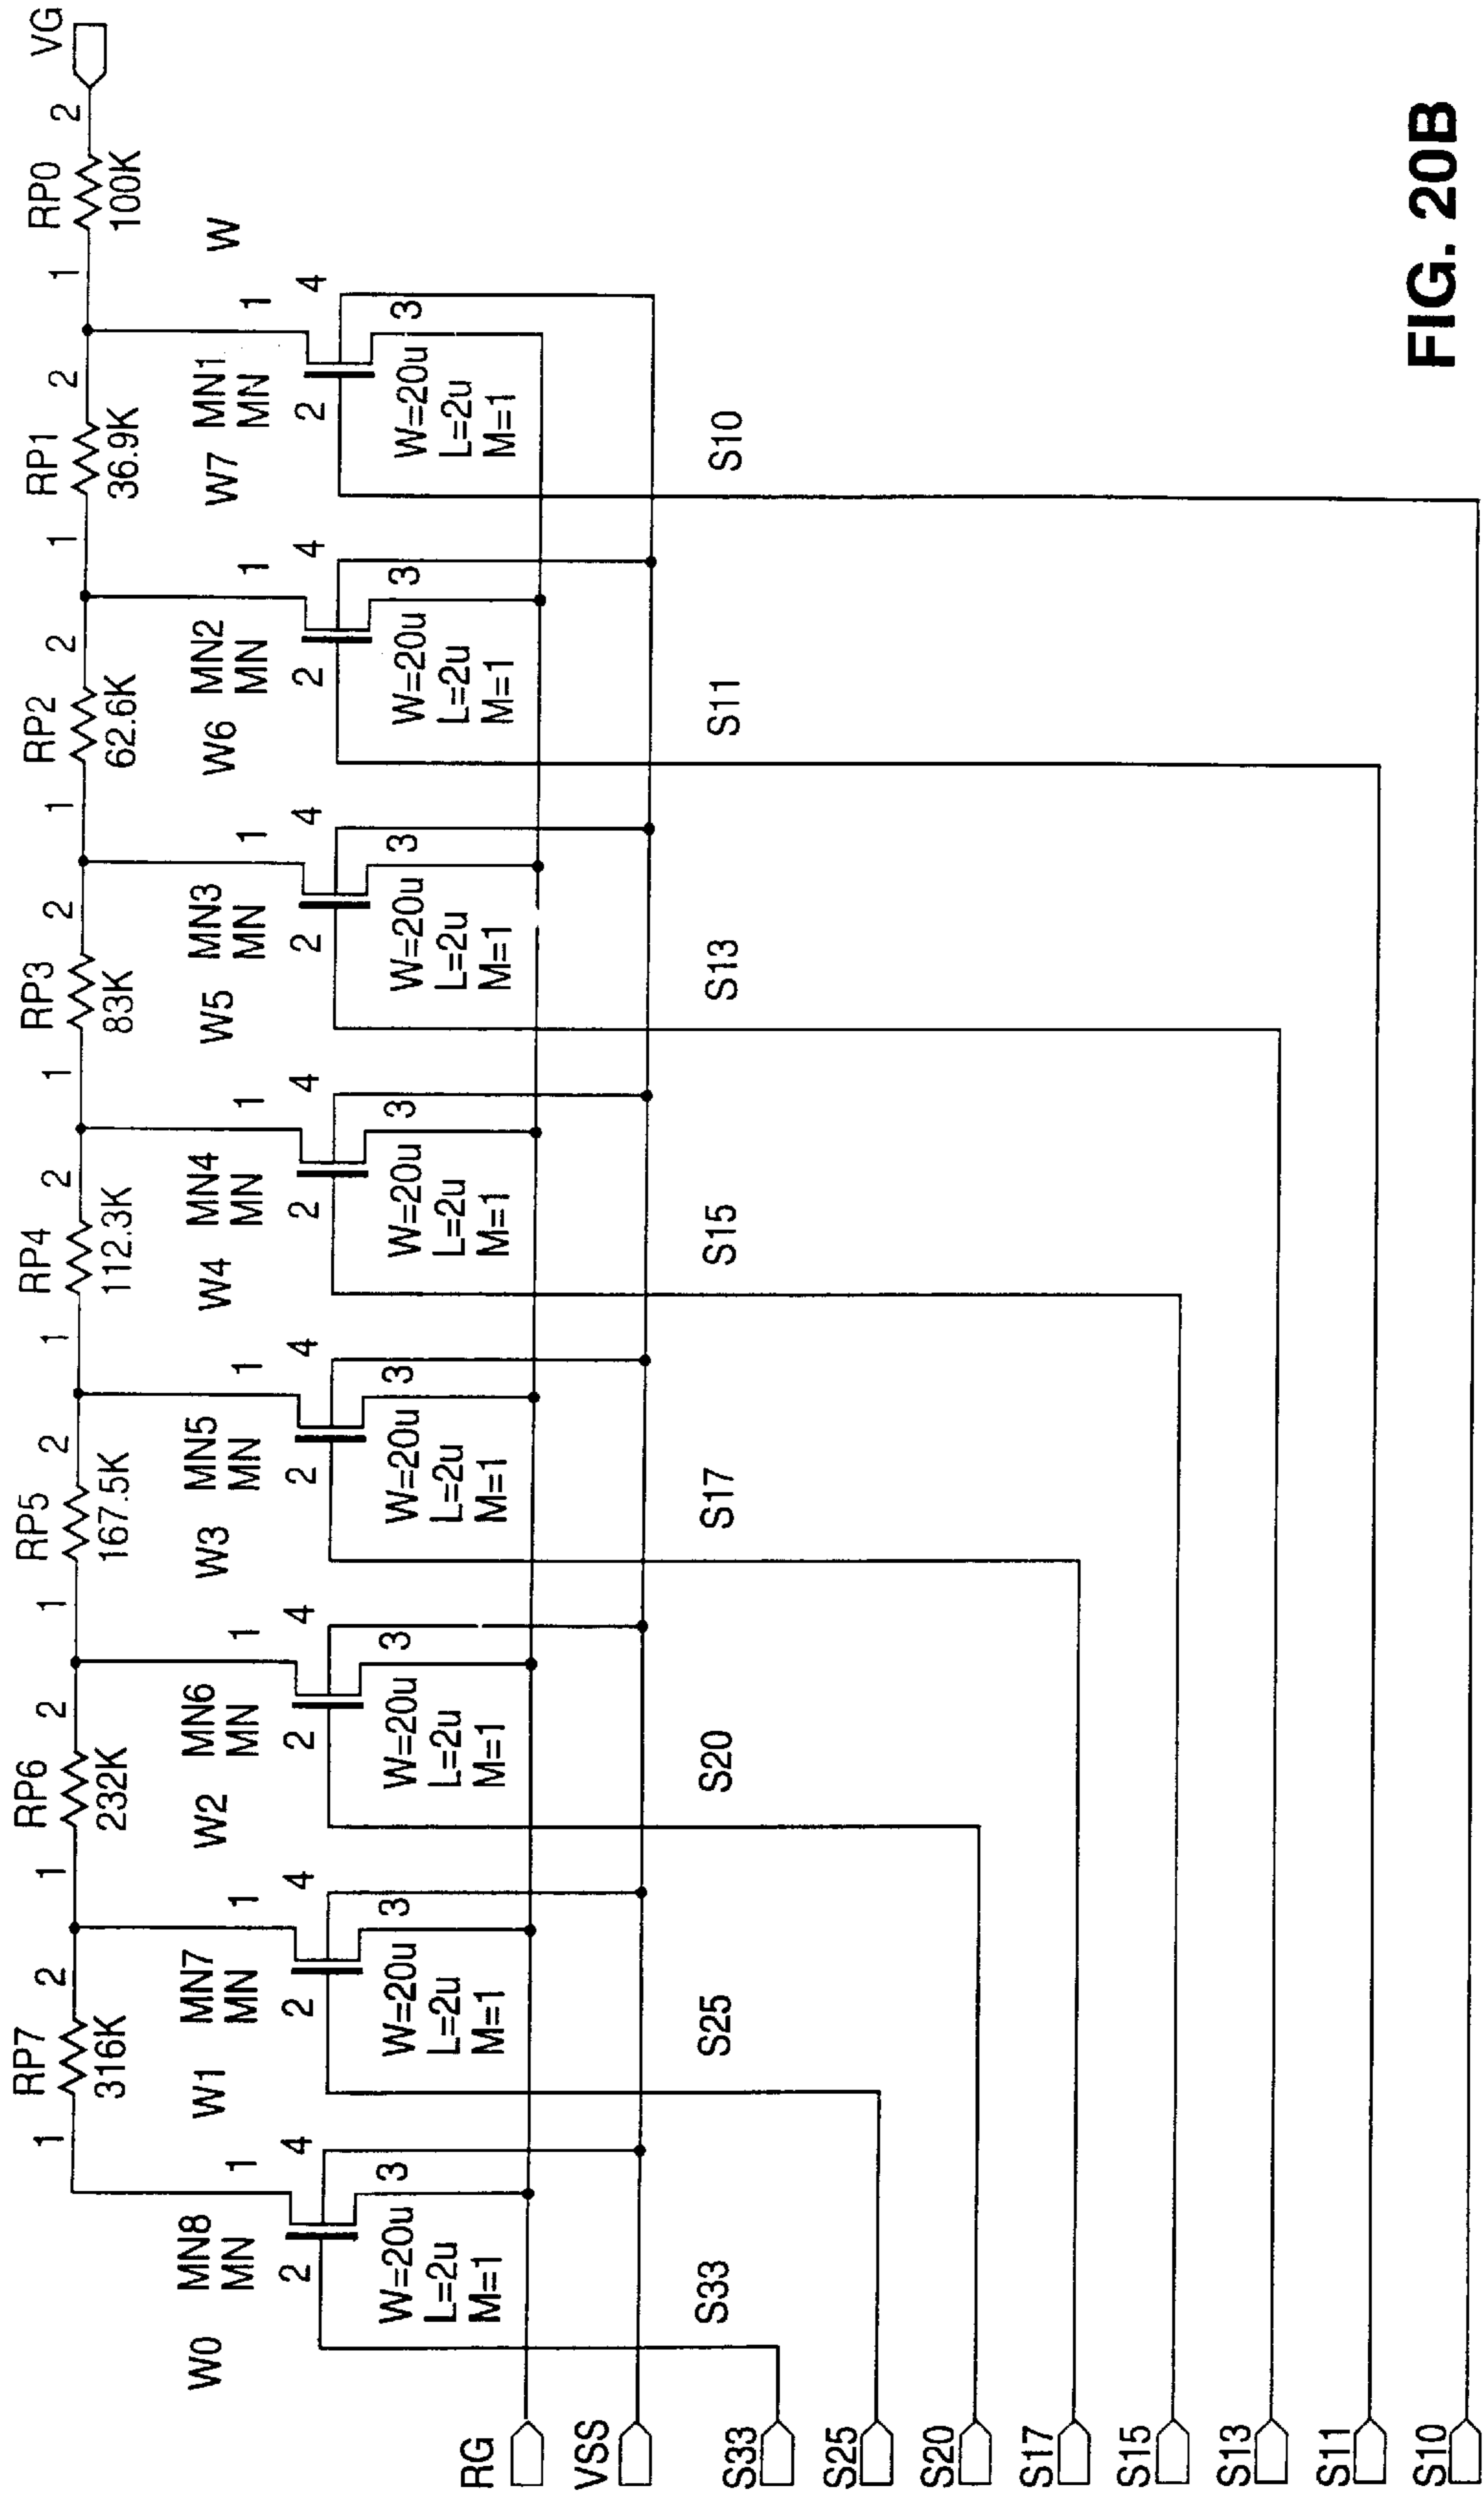 RP7 RP6 RP5 RP4 RP3 RP2 RP1 RP0 VG
1 2 1 2 1 2 1 2 1 2 1 2 1 2 1 2
316K 232K 167.5K 112.3K 83K 62.6K 36.9K 100K
W0 MN8 W1 MN7 W2 MN6 W3 MN5 W4 MN4 W5 MN3 W6 MN2 W7 MN1 W
MN 1 MN 1 MN 1 MN 1 MN 1 MN 1 MN 1 MN 1
2 4 2 4 2 4 2 4 2 4 2 4 2 4 2 4
W=20u 3 W=20u 3 W=20u 3 W=20u 3 W=20u 3 W=20u 3 W=20u 3 W=20u 3
L=2u L=2u L=2u L=2u L=2u L=2u L=2u L=2u
M=1 M=1 M=1 M=1 M=1 M=1 M=1 M=1
RG
VSS
S33 S25 S20 S17 S15 S13 S11 S10
S33
S25
S20
S17
S15
S13
S11
S10
FIG. 20B